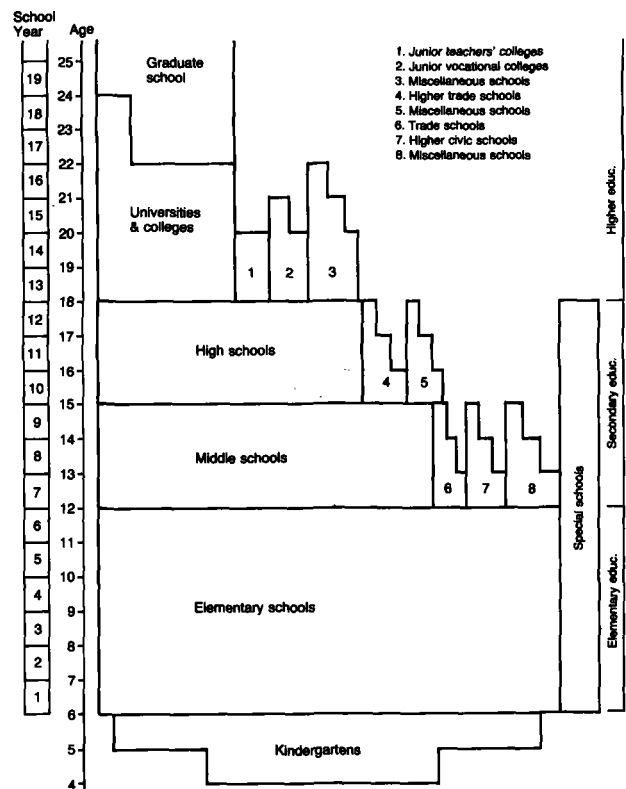 School
Year
Age
25
19
24
18
23
17
22
16
21
15
20
14
19
13
18
12
17
11
16
10
15
9
14
8
13
7
12
6
11
5
10
4
9
3
8
2
7
1
6
5
4
1. Junior teachers' colleges
2. Junior vocational colleges
3. Miscellaneous schools
4. Higher trade schools
5. Miscellaneous schools
6. Trade schools
7. Higher civic schools
8. Miscellaneous schools
Graduate
school
Universities
& colleges
1
2
3
High schools
4
5
Middle schools
6
7
8
Elementary schools
Kindergartens
Special schools
Higher educ.
Secondary educ.
Elementary educ.